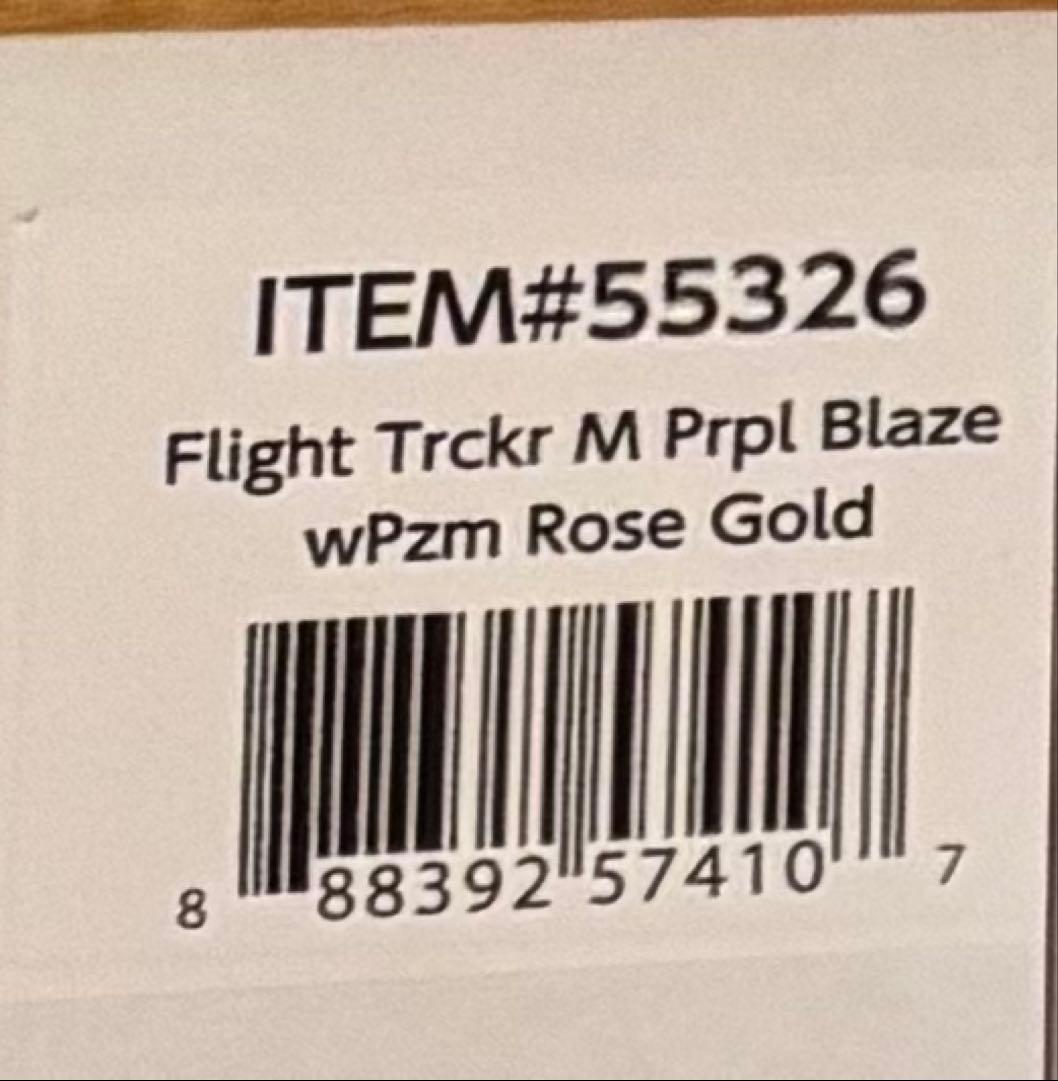 ITEM#55326
Flight Trckr M Prpl Blaze
wPzm Rose Gold
8 88392 57410 7